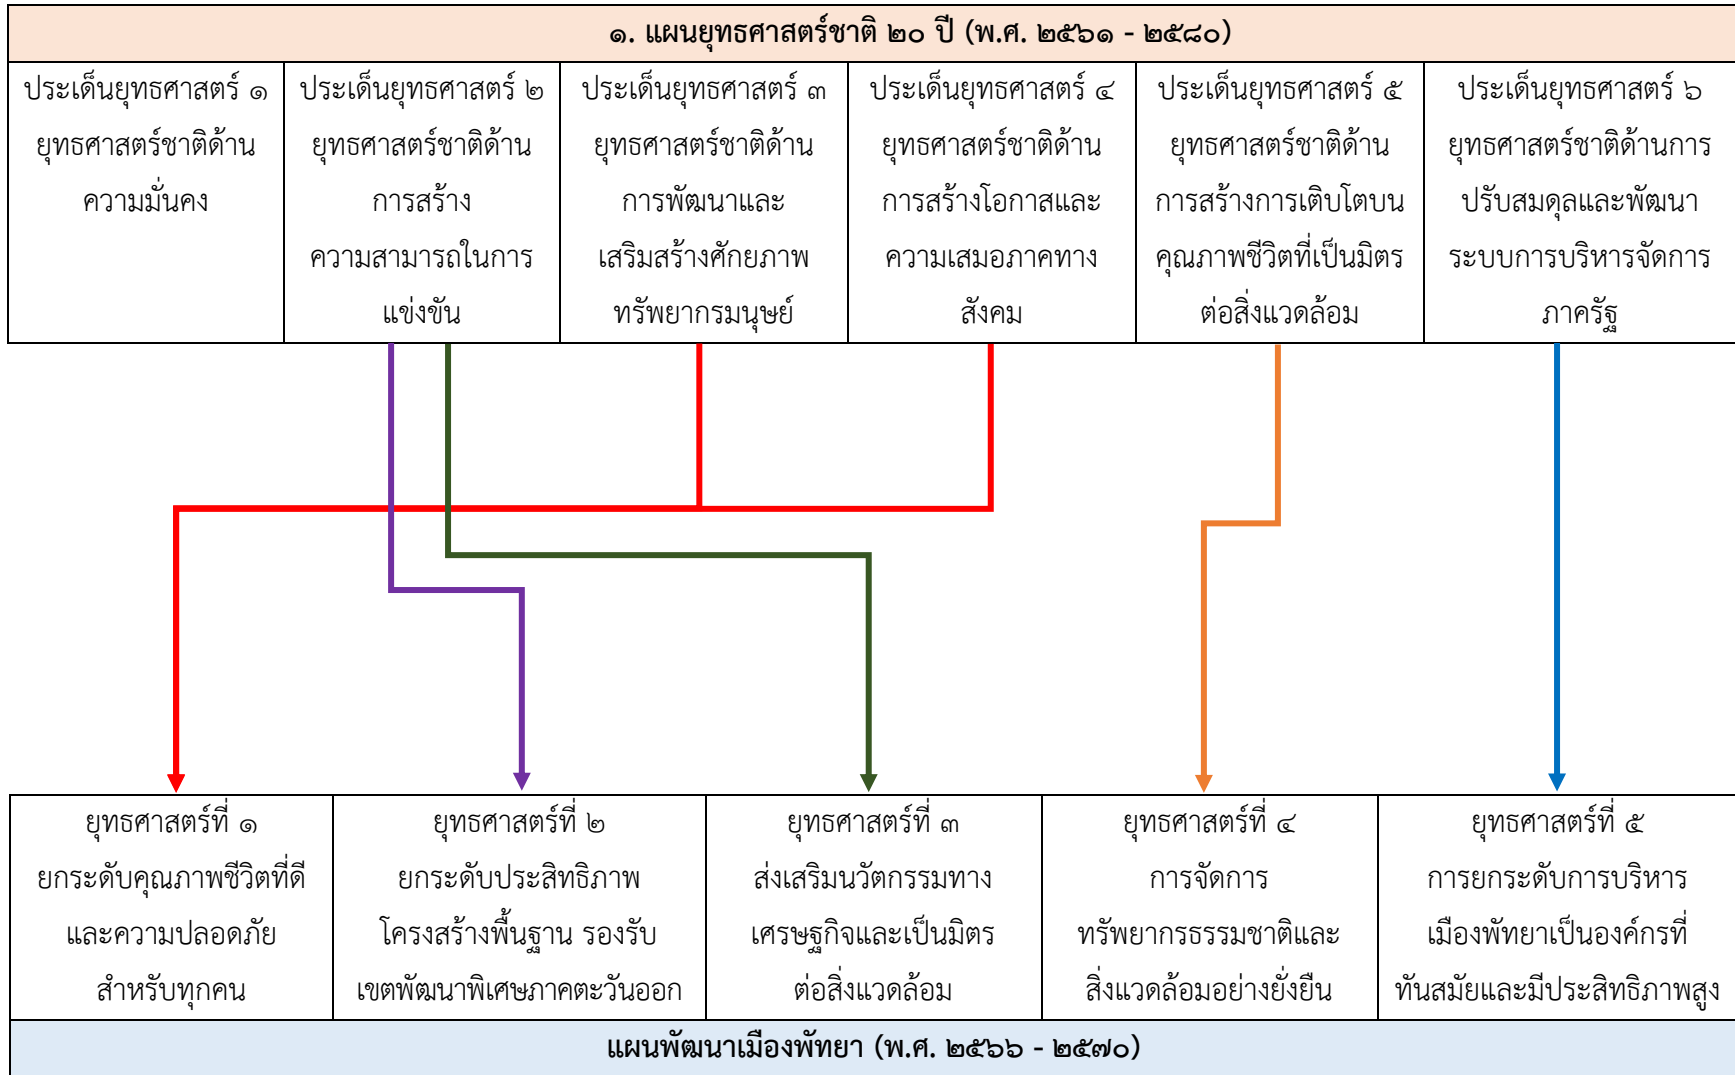 ๑. แผนยุทธศาสตร์ชาติ ๒๐ ปี (พ.ศ. ๒๕๖๑ - ๒๕๘๐)
ประเด็นยุทธศาสตร์ ๑
ยุทธศาสตร์ชาติด้าน
ความมั่นคง
ประเด็นยุทธศาสตร์ ๒
ยุทธศาสตร์ชาติด้าน
การสร้าง
ความสามารถในการ
แข่งขัน
ประเด็นยุทธศาสตร์ ๓
ยุทธศาสตร์ชาติด้าน
การพัฒนาและ
เสริมสร้างศักยภาพ
ทรัพยากรมนุษย์
ประเด็นยุทธศาสตร์ ๔
ยุทธศาสตร์ชาติด้าน
การสร้างโอกาสและ
ความเสมอภาคทาง
สังคม
ประเด็นยุทธศาสตร์ ๕
ยุทธศาสตร์ชาติด้าน
การสร้างการเติบโตบน
คุณภาพชีวิตที่เป็นมิตร
ต่อสิ่งแวดล้อม
ประเด็นยุทธศาสตร์ ๖
ยุทธศาสตร์ชาติด้านการ
ปรับสมดุลและพัฒนา
ระบบการบริหารจัดการ
ภาครัฐ
ยุทธศาสตร์ที่ ๑
ยกระดับคุณภาพชีวิตที่ดี
และความปลอดภัย
สำหรับทุกคน
ยุทธศาสตร์ที่ ๒
ยกระดับประสิทธิภาพ
โครงสร้างพื้นฐาน รองรับ
เขตพัฒนาพิเศษภาคตะวันออก
ยุทธศาสตร์ที่ ๓
ส่งเสริมนวัตกรรมทาง
เศรษฐกิจและเป็นมิตร
ต่อสิ่งแวดล้อม
ยุทธศาสตร์ที่ ๔
การจัดการ
ทรัพยากรธรรมชาติและ
สิ่งแวดล้อมอย่างยั่งยืน
ยุทธศาสตร์ที่ ๕
การยกระดับการบริหาร
เมืองพัทยาเป็นองค์กรที่
ทันสมัยและมีประสิทธิภาพสูง
แผนพัฒนาเมืองพัทยา (พ.ศ. ๒๕๖๖ - ๒๕๗๐)